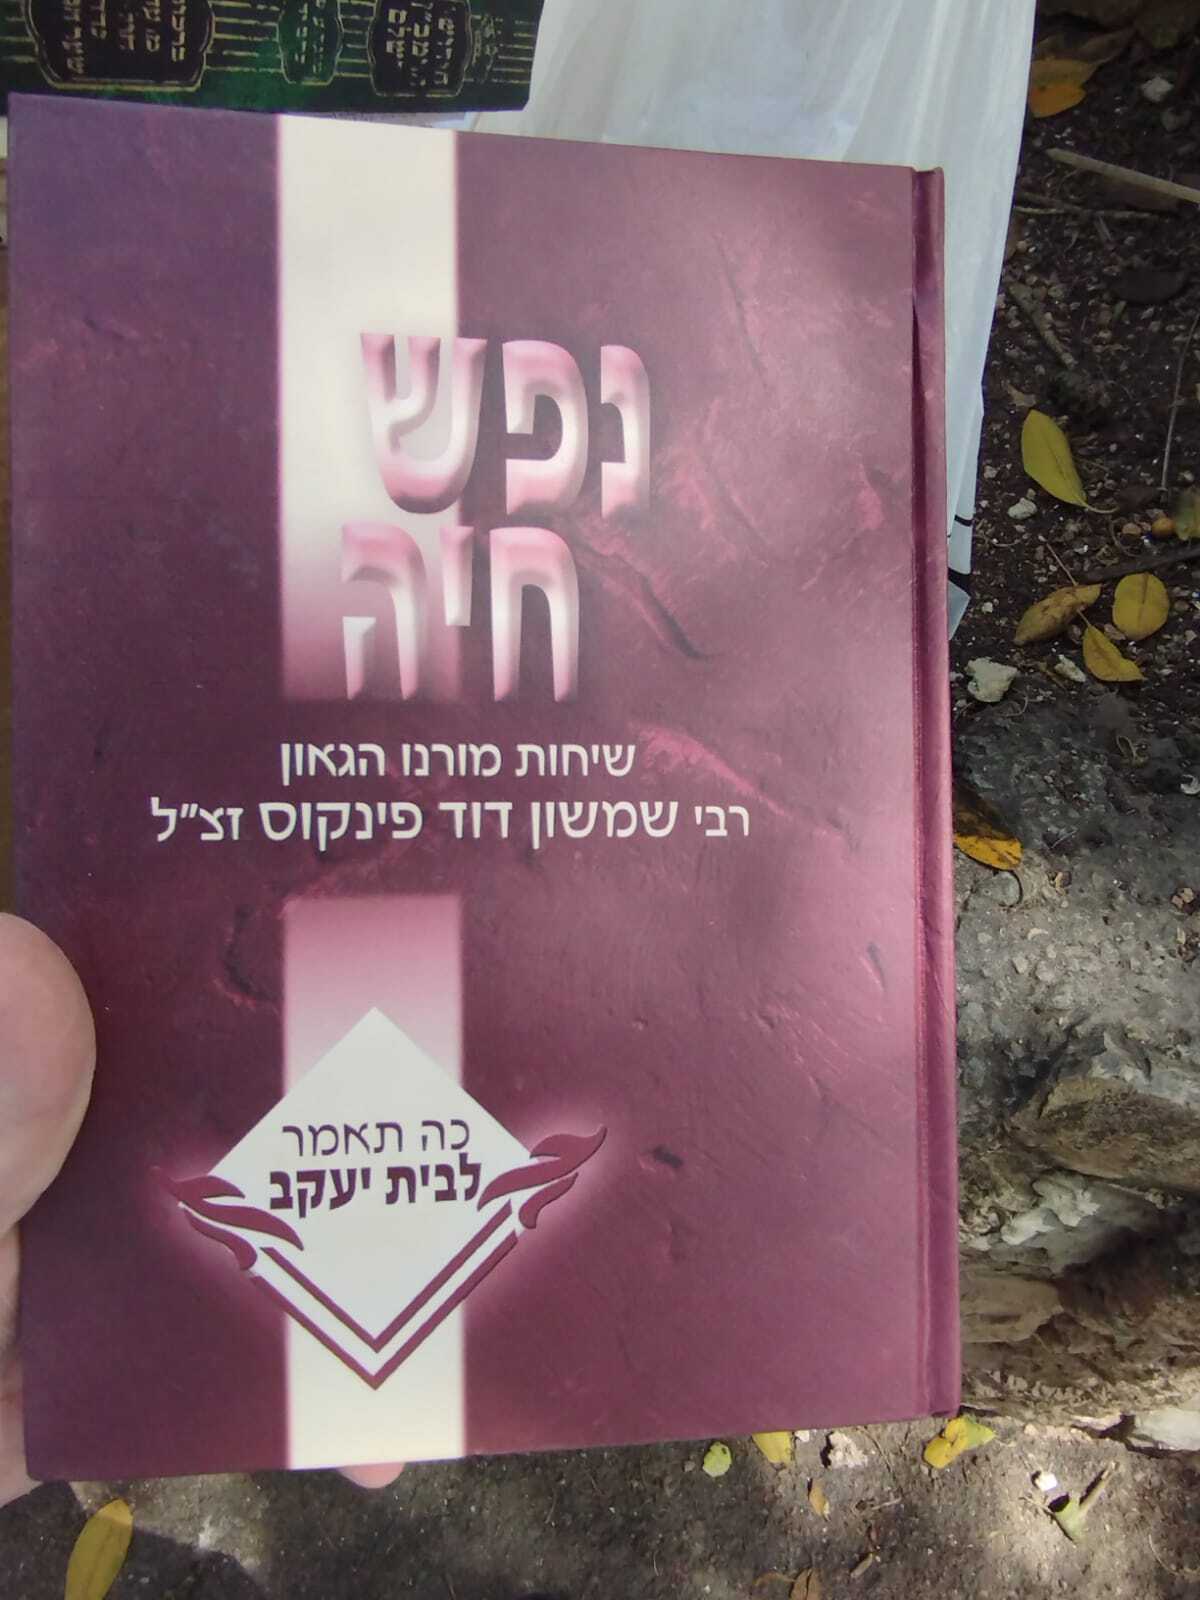 נפש
חיה
שיחות מורנו הגאון
רבי שמשון דוד פינקוס זצ"ל
כה תאמר
לבית יעקב